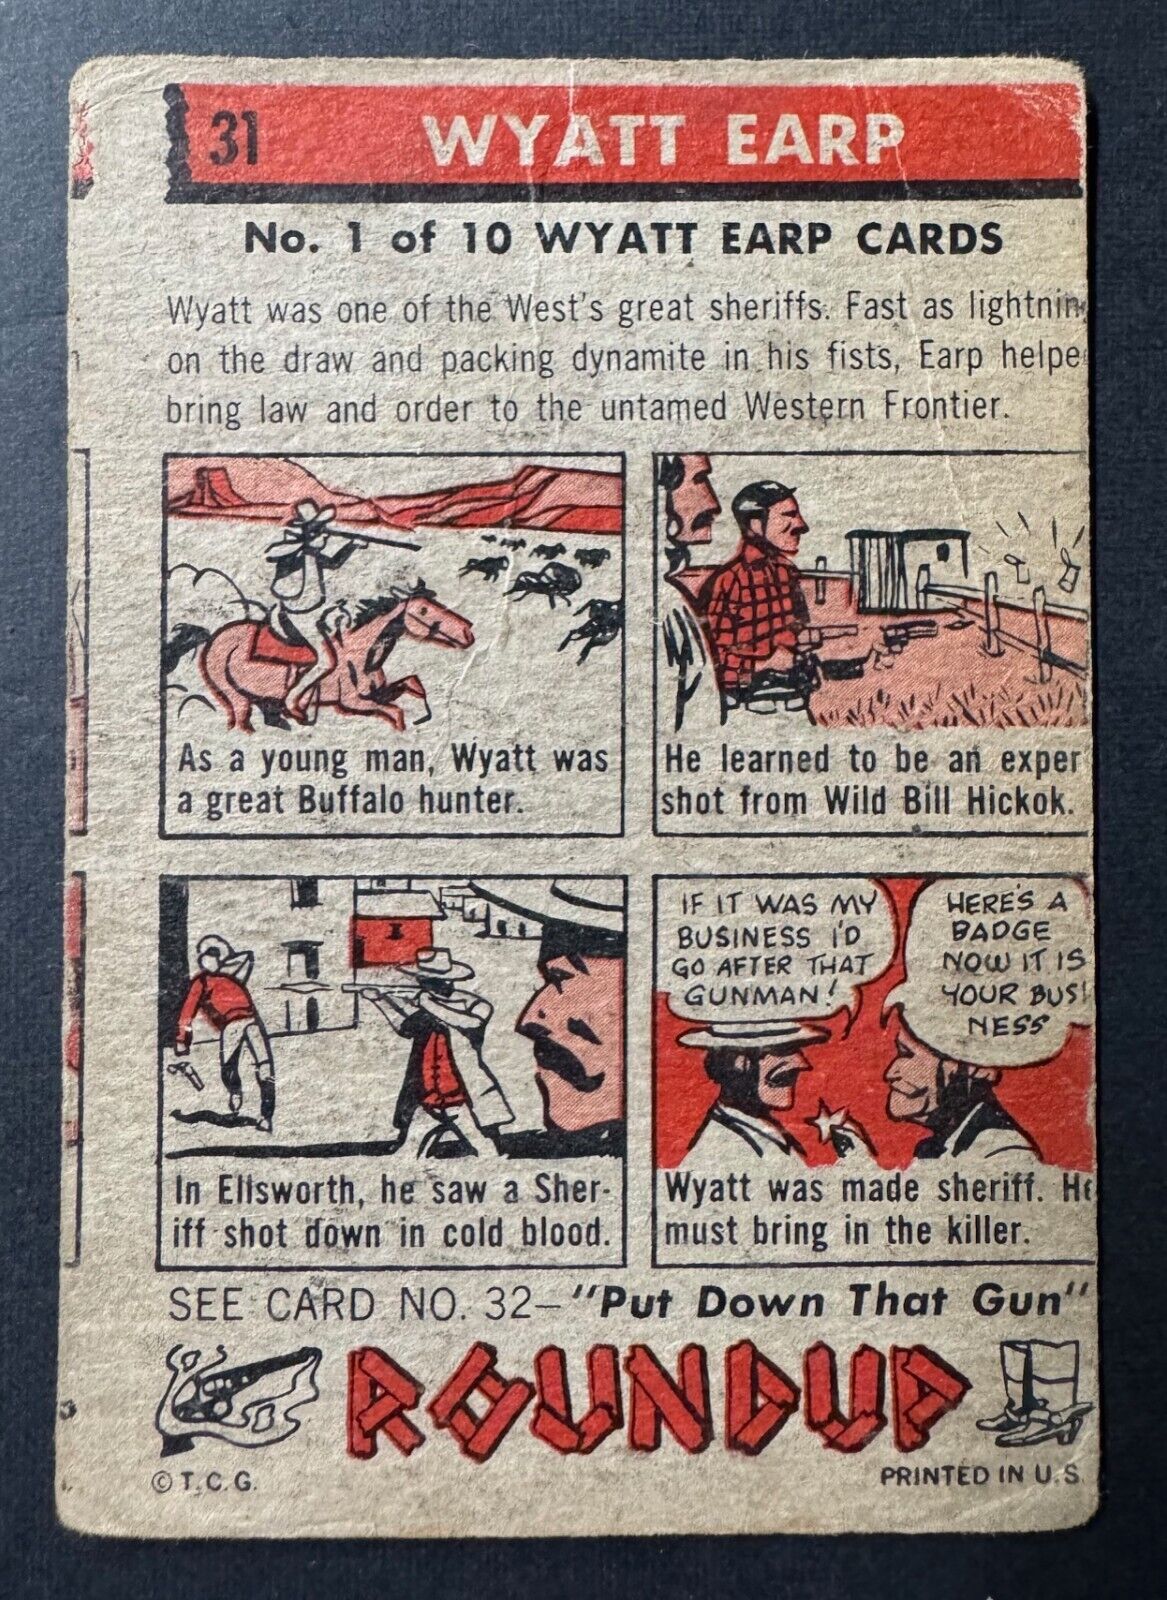 31 WYATT EARP
No. 1 of 10 WYATT EARP CARDS
Wyatt was one of the West's great sheriffs. Fast as lightnin
on the draw and packing dynamite in his fists, Earp helpe
bring law and order to the untamed Western Frontier.
As a young man, Wyatt was
a great Buffalo hunter.
He learned to be an exper
shot from Wild Bill Hickok.
In Ellsworth, he saw a Sher-
iff shot down in cold blood.
IF IT WAS MY
BUSINESS I'D
GO AFTER THAT
GUNMAN!
HERE'S A
BADGE
NOW IT IS
YOUR BUSI
NESS
Wyatt was made sheriff. He
must bring in the killer.
SEE CARD NO. 32—"Put Down That Gun"
ROUNDUP
© T.C.G.
PRINTED IN U.S.